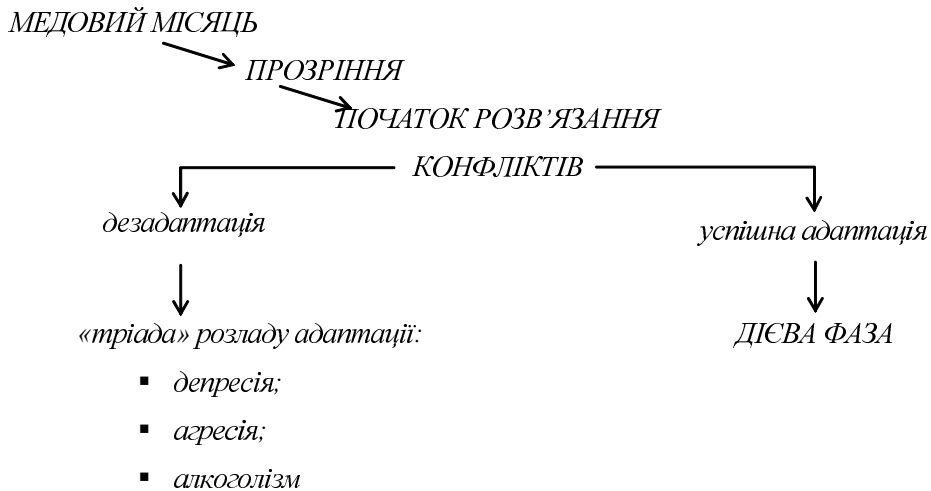 МЕДОВИЙ МІСЯЦЬ
ПРОЗРІННЯ
ПОЧАТОК РОЗВ’ЯЗАННЯ
КОНФЛІКТІВ
дезадаптація
успішна адаптація
«тріада» розладу адаптації:
ДІЄВА ФАЗА
▪ депресія;
▪ агресія;
▪ алкоголізм